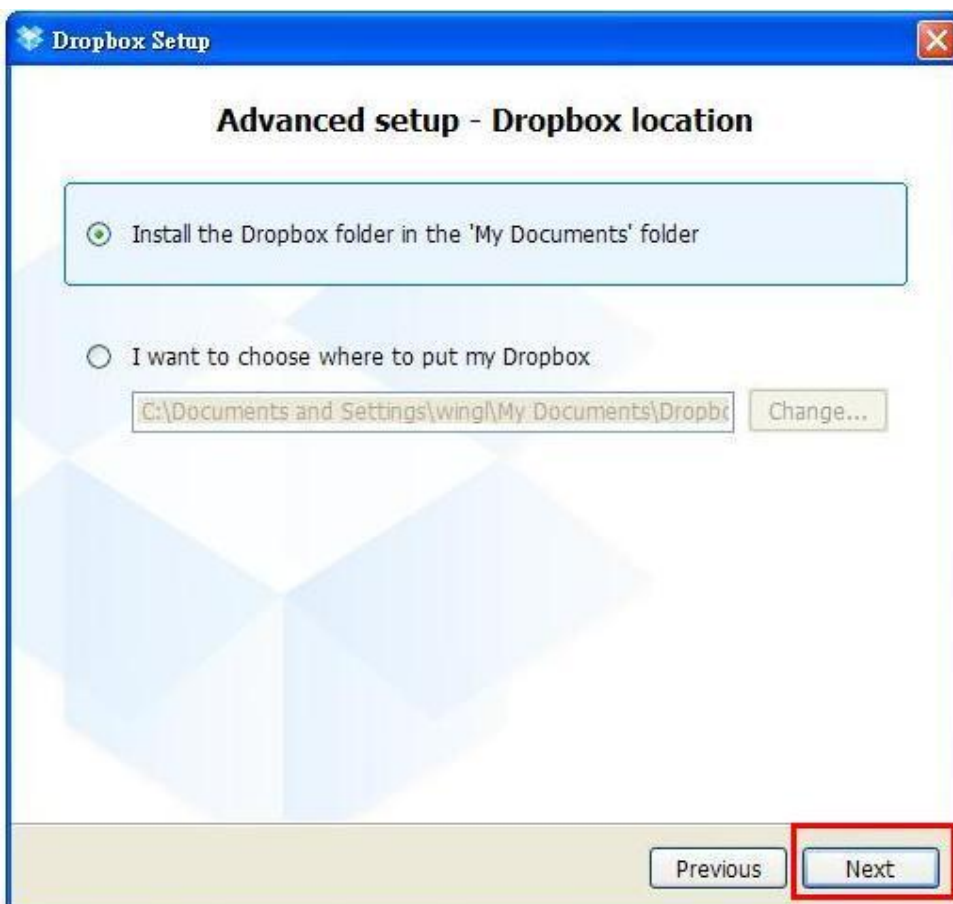 Dropbox Setup
Advanced setup - Dropbox location
Install the Dropbox folder in the 'My Documents' folder
I want to choose where to put my Dropbox
C:\Documents and Settings\wingl\My Documents\Dropbo
Change...
Previous
Next